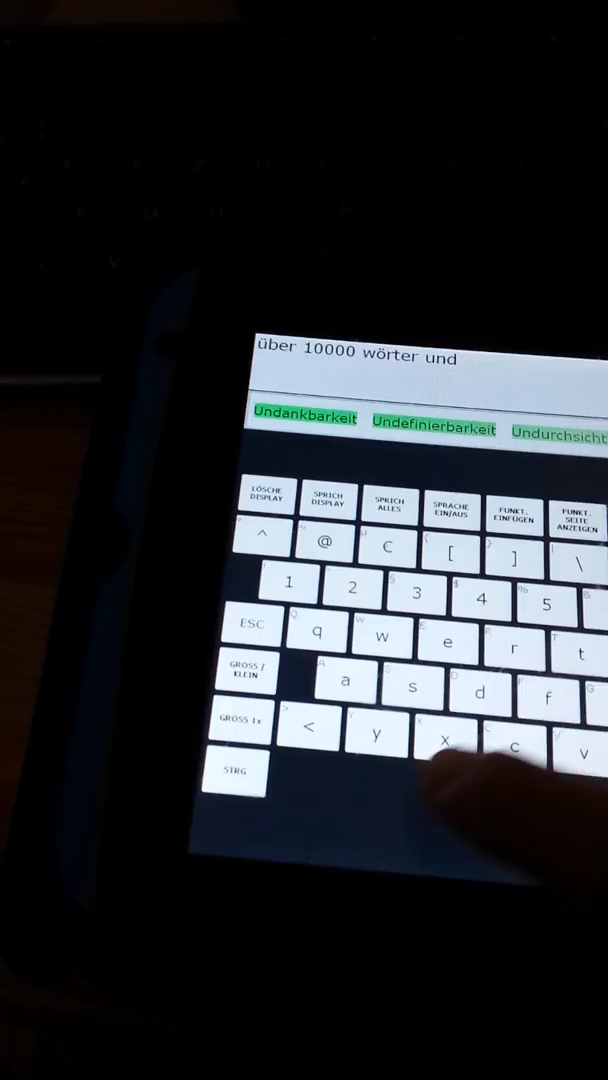 über 10000 wörter und
Undankbarkeit Undefinierbarkeit Undurchsicht
LÖSCHE DISPLAY SPRICH DISPLAY SPRICH ALLES SPRACHE EIN/AUS FUNKT. EINFÜGEN FUNKT. SEITE ANZEIGEN
^ @ € [ ] \
1 2 3 4 5
ESC q w e r t
GROSS / KLEIN a s d f
GROSS 1x < y x c v
STRG